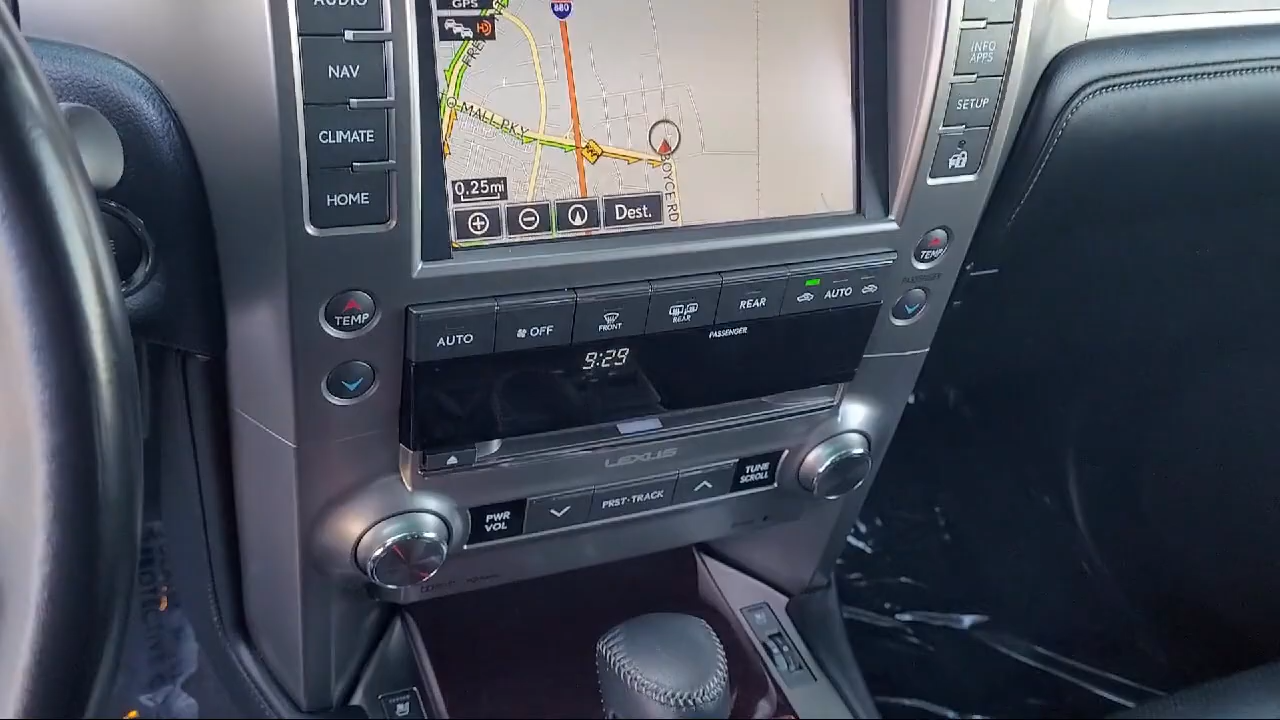 AUDIO
GPS
880
INFO
APPS
NAV
SETUP
MALL PKY
CLIMATE
BOYCE RD
0.25mi
HOME
Dest.
TEMP
TEMP
PASSENGER
AUTO
OFF
FRONT
REAR
REAR
AUTO
PASSENGER
9:29
LEXUS
PWR
VOL
PRST·TRACK
TUNE
SCROLL